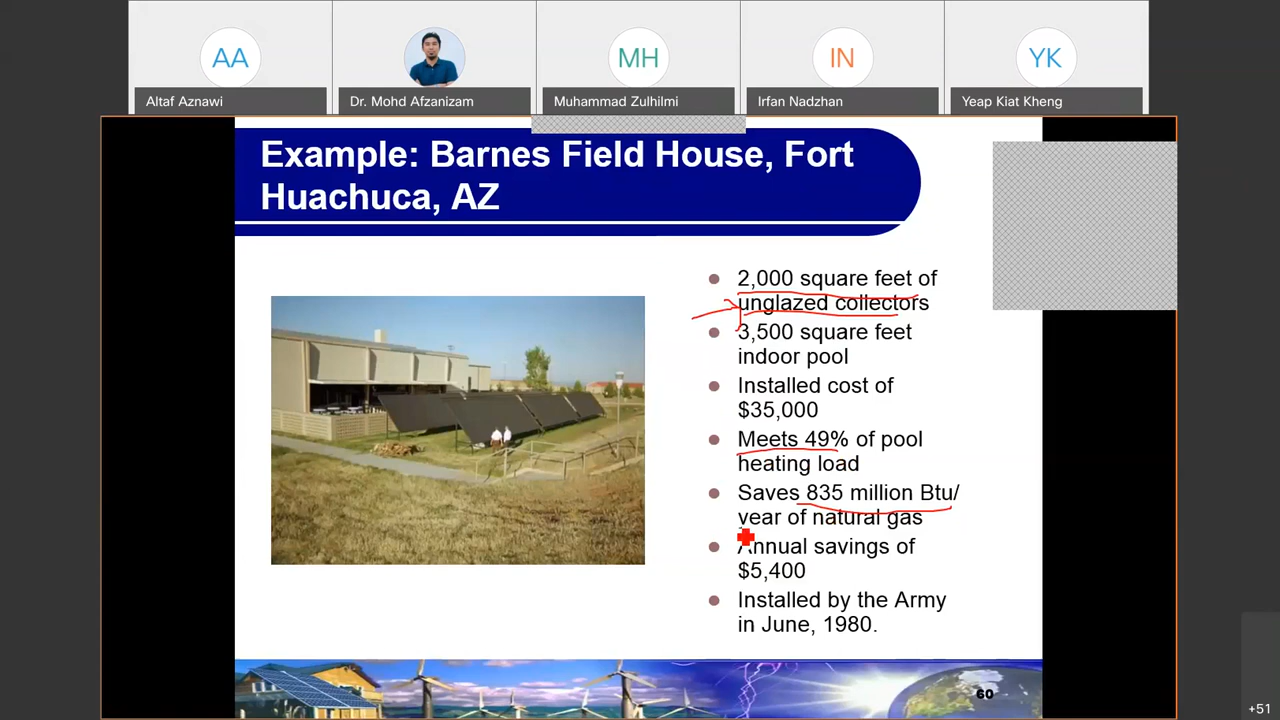 AA
MH
IN
YK
Altaf Aznawi
Dr. Mohd Afzanizam
Muhammad Zulhilmi
Irfan Nadzhan
Yeap Kiat Kheng
Example: Barnes Field House, Fort
Huachuca, AZ
2,000 square feet of
unglazed collectors
3,500 square feet
indoor pool
Installed cost of
$35,000
Meets 49% of pool
heating load
Saves 835 million Btu/
year of natural gas
Annual savings of
$5,400
Installed by the Army
in June, 1980.
60
+51